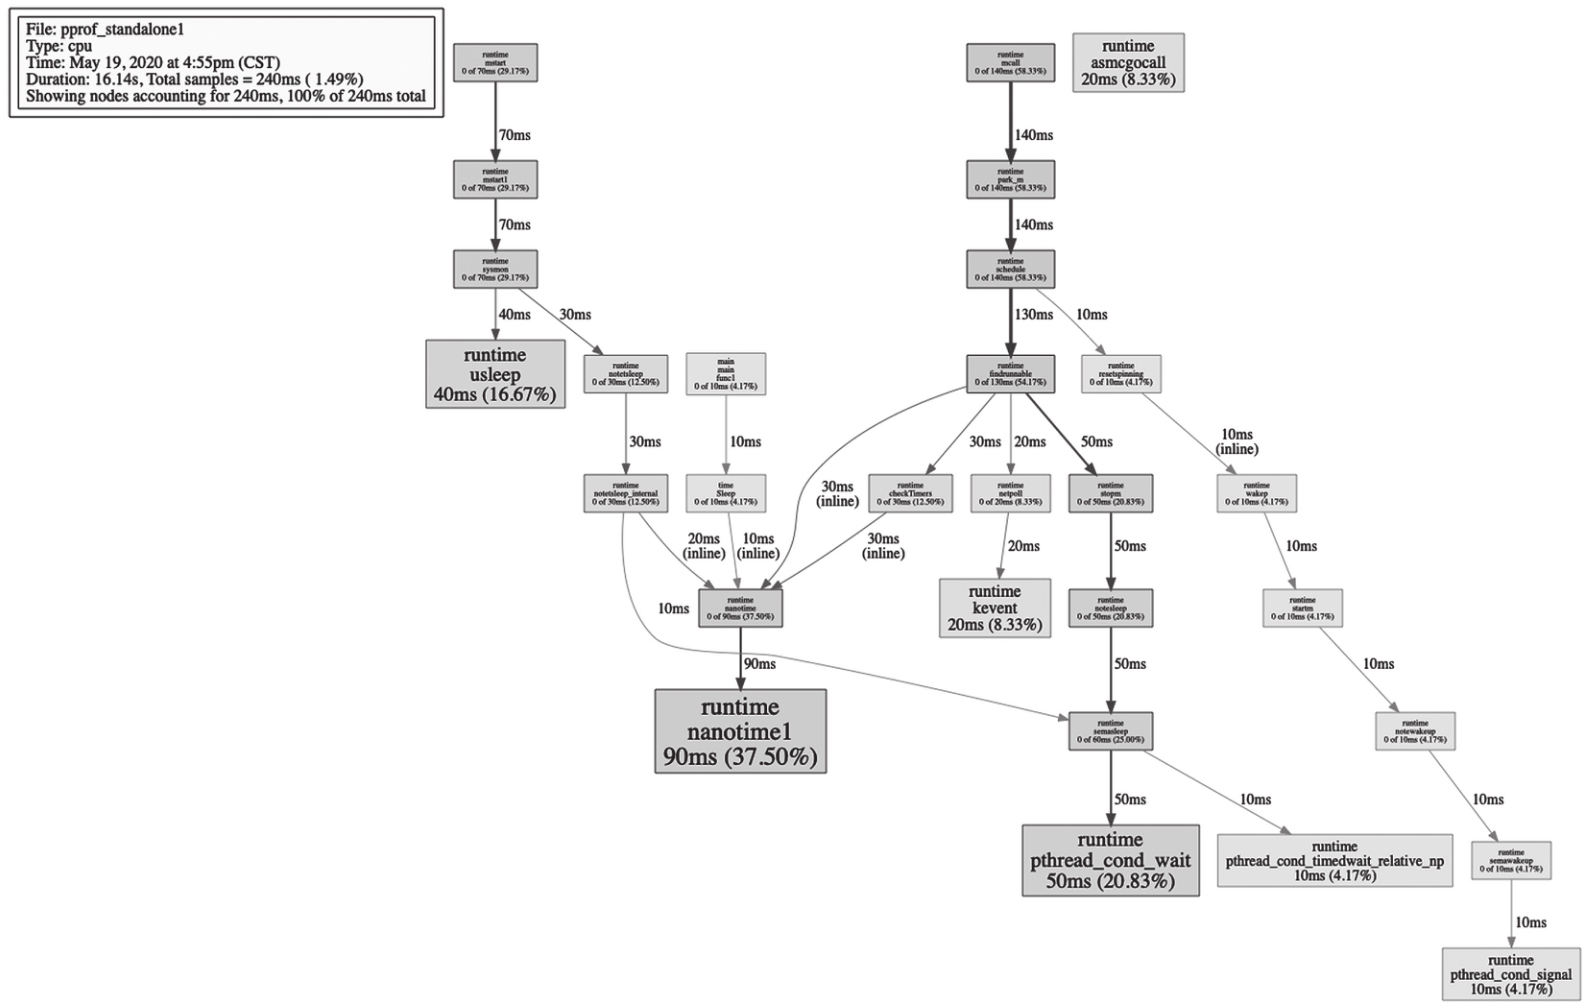 File: pprof_standalone1
Type: cpu
Time: May 19, 2020 at 4:55pm (CST)
Duration: 16.14s, Total samples = 240ms ( 1.49%)
Showing nodes accounting for 240ms, 100% of 240ms total
runtime
mstart
0 of 70ms (29.17%)
runtime
mcall
0 of 140ms (58.33%)
runtime
asmcgocall
20ms (8.33%)
70ms
140ms
runtime
mstart1
0 of 70ms (29.17%)
runtime
park_m
0 of 140ms (58.33%)
70ms
140ms
runtime
sysmon
0 of 70ms (29.17%)
runtime
schedule
0 of 140ms (58.33%)
40ms
30ms
130ms
10ms
runtime
usleep
40ms (16.67%)
runtime
notetsleep
0 of 30ms (12.50%)
main
main
func1
0 of 10ms (4.17%)
runtime
findrunnable
0 of 130ms (54.17%)
runtime
resetspinning
0 of 10ms (4.17%)
30ms
10ms
30ms
20ms
50ms
10ms
(inline)
runtime
notetsleep_internal
0 of 30ms (12.50%)
time
Sleep
0 of 10ms (4.17%)
30ms
(inline)
runtime
checkTimers
0 of 30ms (12.50%)
runtime
netpoll
0 of 20ms (8.33%)
runtime
stopm
0 of 50ms (20.83%)
runtime
wakep
0 of 10ms (4.17%)
20ms
(inline)
10ms
(inline)
30ms
(inline)
20ms
50ms
10ms
10ms
runtime
nanotime
0 of 90ms (37.50%)
runtime
kevent
20ms (8.33%)
runtime
notesleep
0 of 50ms (20.83%)
runtime
startm
0 of 10ms (4.17%)
90ms
50ms
10ms
runtime
nanotime1
90ms (37.50%)
runtime
semasleep
0 of 60ms (25.00%)
runtime
notewakeup
0 of 10ms (4.17%)
50ms
10ms
10ms
runtime
pthread_cond_wait
50ms (20.83%)
runtime
pthread_cond_timedwait_relative_np
10ms (4.17%)
runtime
semawakeup
0 of 10ms (4.17%)
10ms
runtime
pthread_cond_signal
10ms (4.17%)